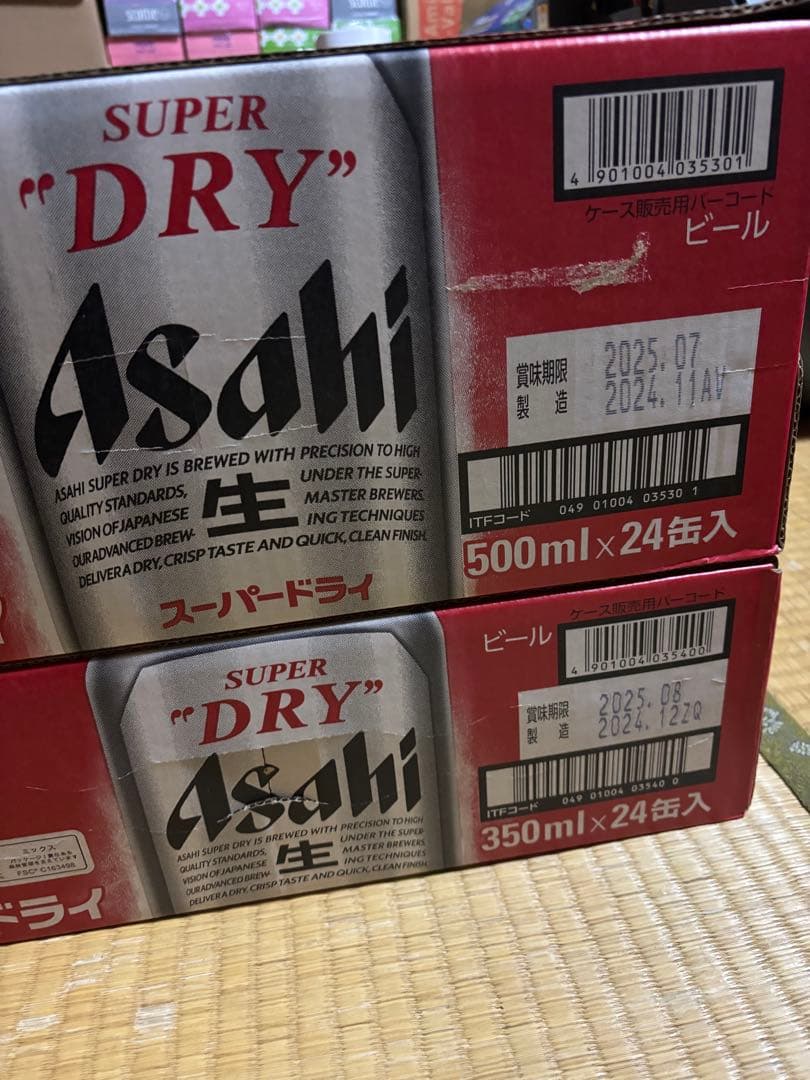 SUPER
"DRY"
Asahi
ASAHI SUPER DRY IS BREWED WITH PRECISION TO HIGH
QUALITY STANDARDS, UNDER THE SUPER-
VISION OF JAPANESE 生 MASTER BREWERS.
OUR ADVANCED BREW- ING TECHNIQUES
DELIVER A DRY, CRISP TASTE AND QUICK, CLEAN FINISH.
スーパードライ
4 901004 035301
ケース販売用バーコード
ビール
賞味期限 2025.07
製造 2024.11AV
ITFコード 049 01004 03530 1
500ml×24缶入
SUPER
"DRY"
Asahi
ASAHI SUPER DRY IS BREWED WITH PRECISION TO HIGH
QUALITY STANDARDS, UNDER THE SUPER-
VISION OF JAPANESE 生 MASTER BREWERS.
OUR ADVANCED BREW- ING TECHNIQUES
DELIVER A DRY, CRISP TASTE AND QUICK, CLEAN FINISH.
ケース販売用バーコード
ビール
4 901004 035400
賞味期限 2025.08
製造 2024.12ZQ
ITFコード 049 01004 03540 0
350ml×24缶入
ミックス
FSC® C163498
ドライ